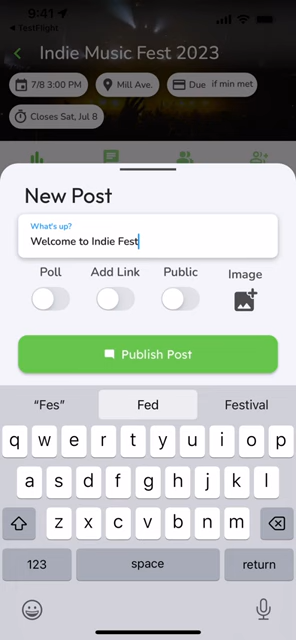 9:41
TestFlight
Indie Music Fest 2023
7/8 3:00 PM
Mill Ave.
Due if min met
Closes Sat, Jul 8
New Post
What's up?
Welcome to Indie Fest
Poll
Add Link
Public
Image
Publish Post
“Fes”
Fed
Festival
q w e r t y u i o p
a s d f g h j k l
z x c v b n m
123
space
return